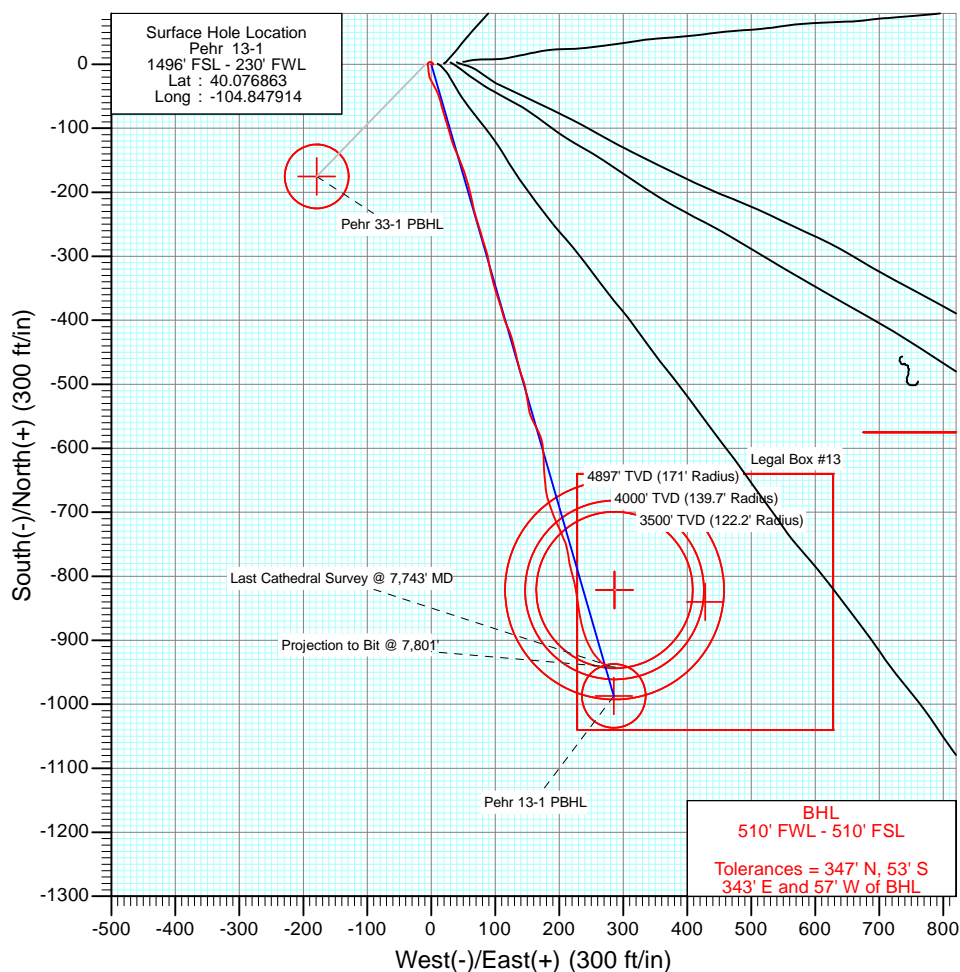 Surface Hole Location
Pehr 13-1
1496' FSL - 230' FWL
Lat : 40.076863
Long : -104.847914
0
-100
-200
-300
-400
-500
-600
-700
-800
-900
-1000
-1100
-1200
-1300
South(-)/North(+) (300 ft/in)
Pehr 33-1 PBHL
Legal Box #13
4897' TVD (171' Radius)
4000' TVD (139.7' Radius)
3500' TVD (122.2' Radius)
Last Cathedral Survey @ 7,743' MD
Projection to Bit @ 7,801'
Pehr 13-1 PBHL
BHL
510' FWL - 510' FSL
Tolerances = 347' N, 53' S
343' E and 57' W of BHL
-500 -400 -300 -200 -100 0 100 200 300 400 500 600 700 800
West(-)/East(+) (300 ft/in)